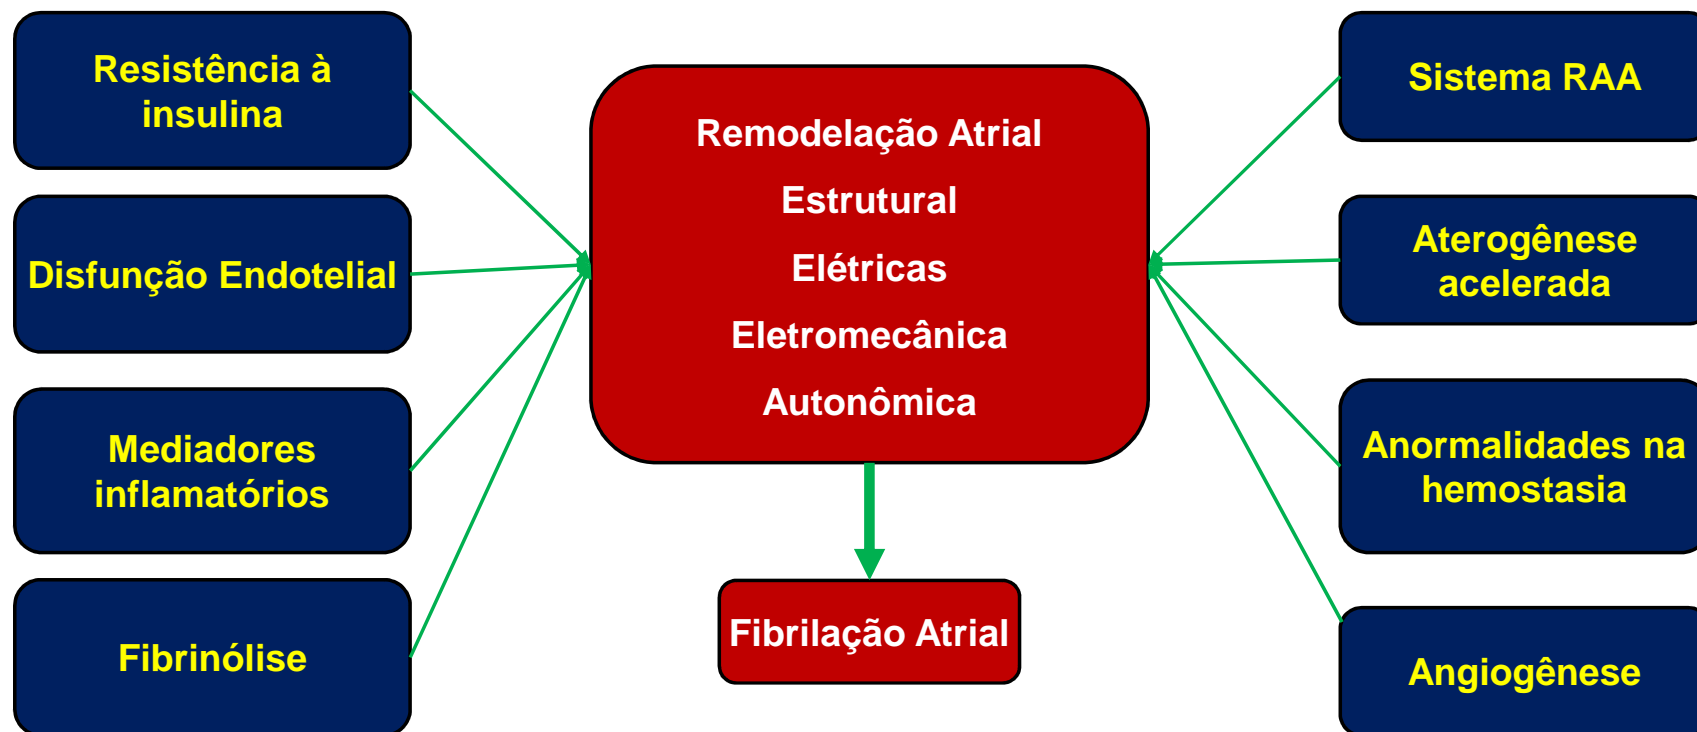 Resistência à
insulina
Disfunção Endotelial
Mediadores
inflamatórios
Fibrinólise
Remodelação Atrial
Estrutural
Elétricas
Eletromecânica
Autonômica
Fibrilação Atrial
Sistema RAA
Aterogênese
acelerada
Anormalidades na
hemostasia
Angiogênese